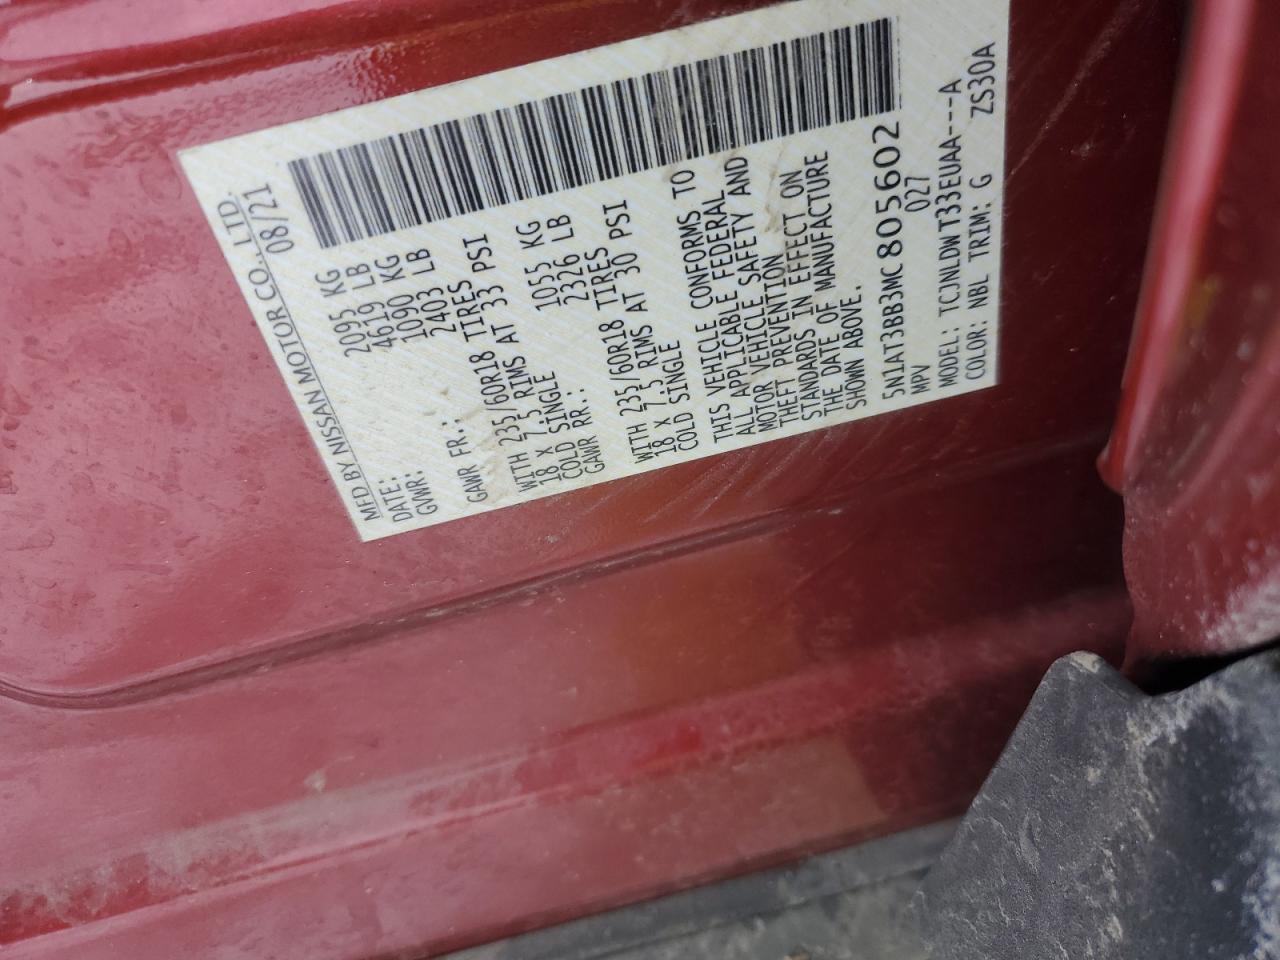 MFD BY NISSAN MOTOR CO., LTD.
DATE: 08/21
GVWR: 2095 KG
4619 LB
GAWR FR.: 1090 KG
2403 LB
WITH 235/60R18 TIRES
18 X 7.5 RIMS AT 33 PSI
COLD SINGLE
GAWR RR.: 1055 KG
2326 LB
WITH 235/60R18 TIRES
18 X 7.5 RIMS AT 30 PSI
COLD SINGLE
THIS VEHICLE CONFORMS TO
ALL APPLICABLE FEDERAL
MOTOR VEHICLE SAFETY AND
THEFT PREVENTION
STANDARDS IN EFFECT ON
THE DATE OF MANUFACTURE
SHOWN ABOVE.
5N1AT3BB3MC805602
MPV 027
MODEL: TCJNLDWT33EUAA---A
COLOR: NBL TRIM: G ZS30A